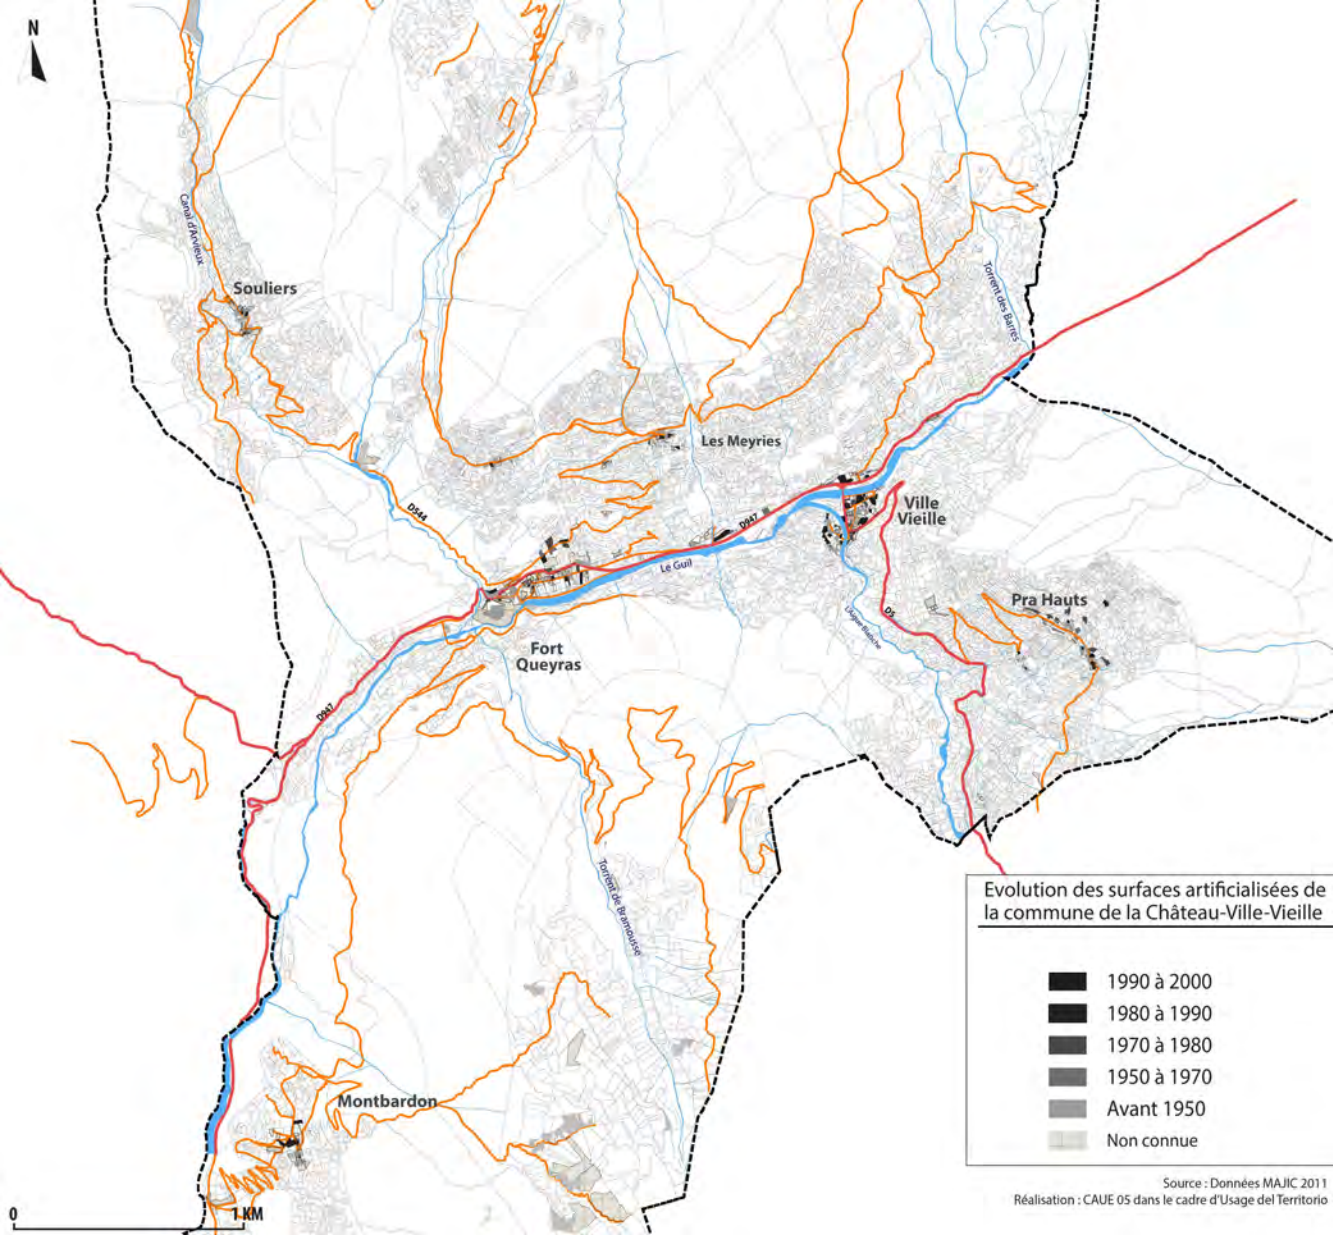 N
Canal d'Arvieux
Souliers
Torrent des Barres
Les Meyries
D544
D947
Ville
Vieille
Le Guil
Pra Hauts
D5
L'Aigue Blanche
Fort
Queyras
D947
Torrent de Bramousse
Montbardon
0
1 KM
Evolution des surfaces artificialisées de
la commune de la Château-Ville-Vieille
1990 à 2000
1980 à 1990
1970 à 1980
1950 à 1970
Avant 1950
Non connue
Source : Données MAJIC 2011
Réalisation : CAUE 05 dans le cadre d'Usage del Territorio